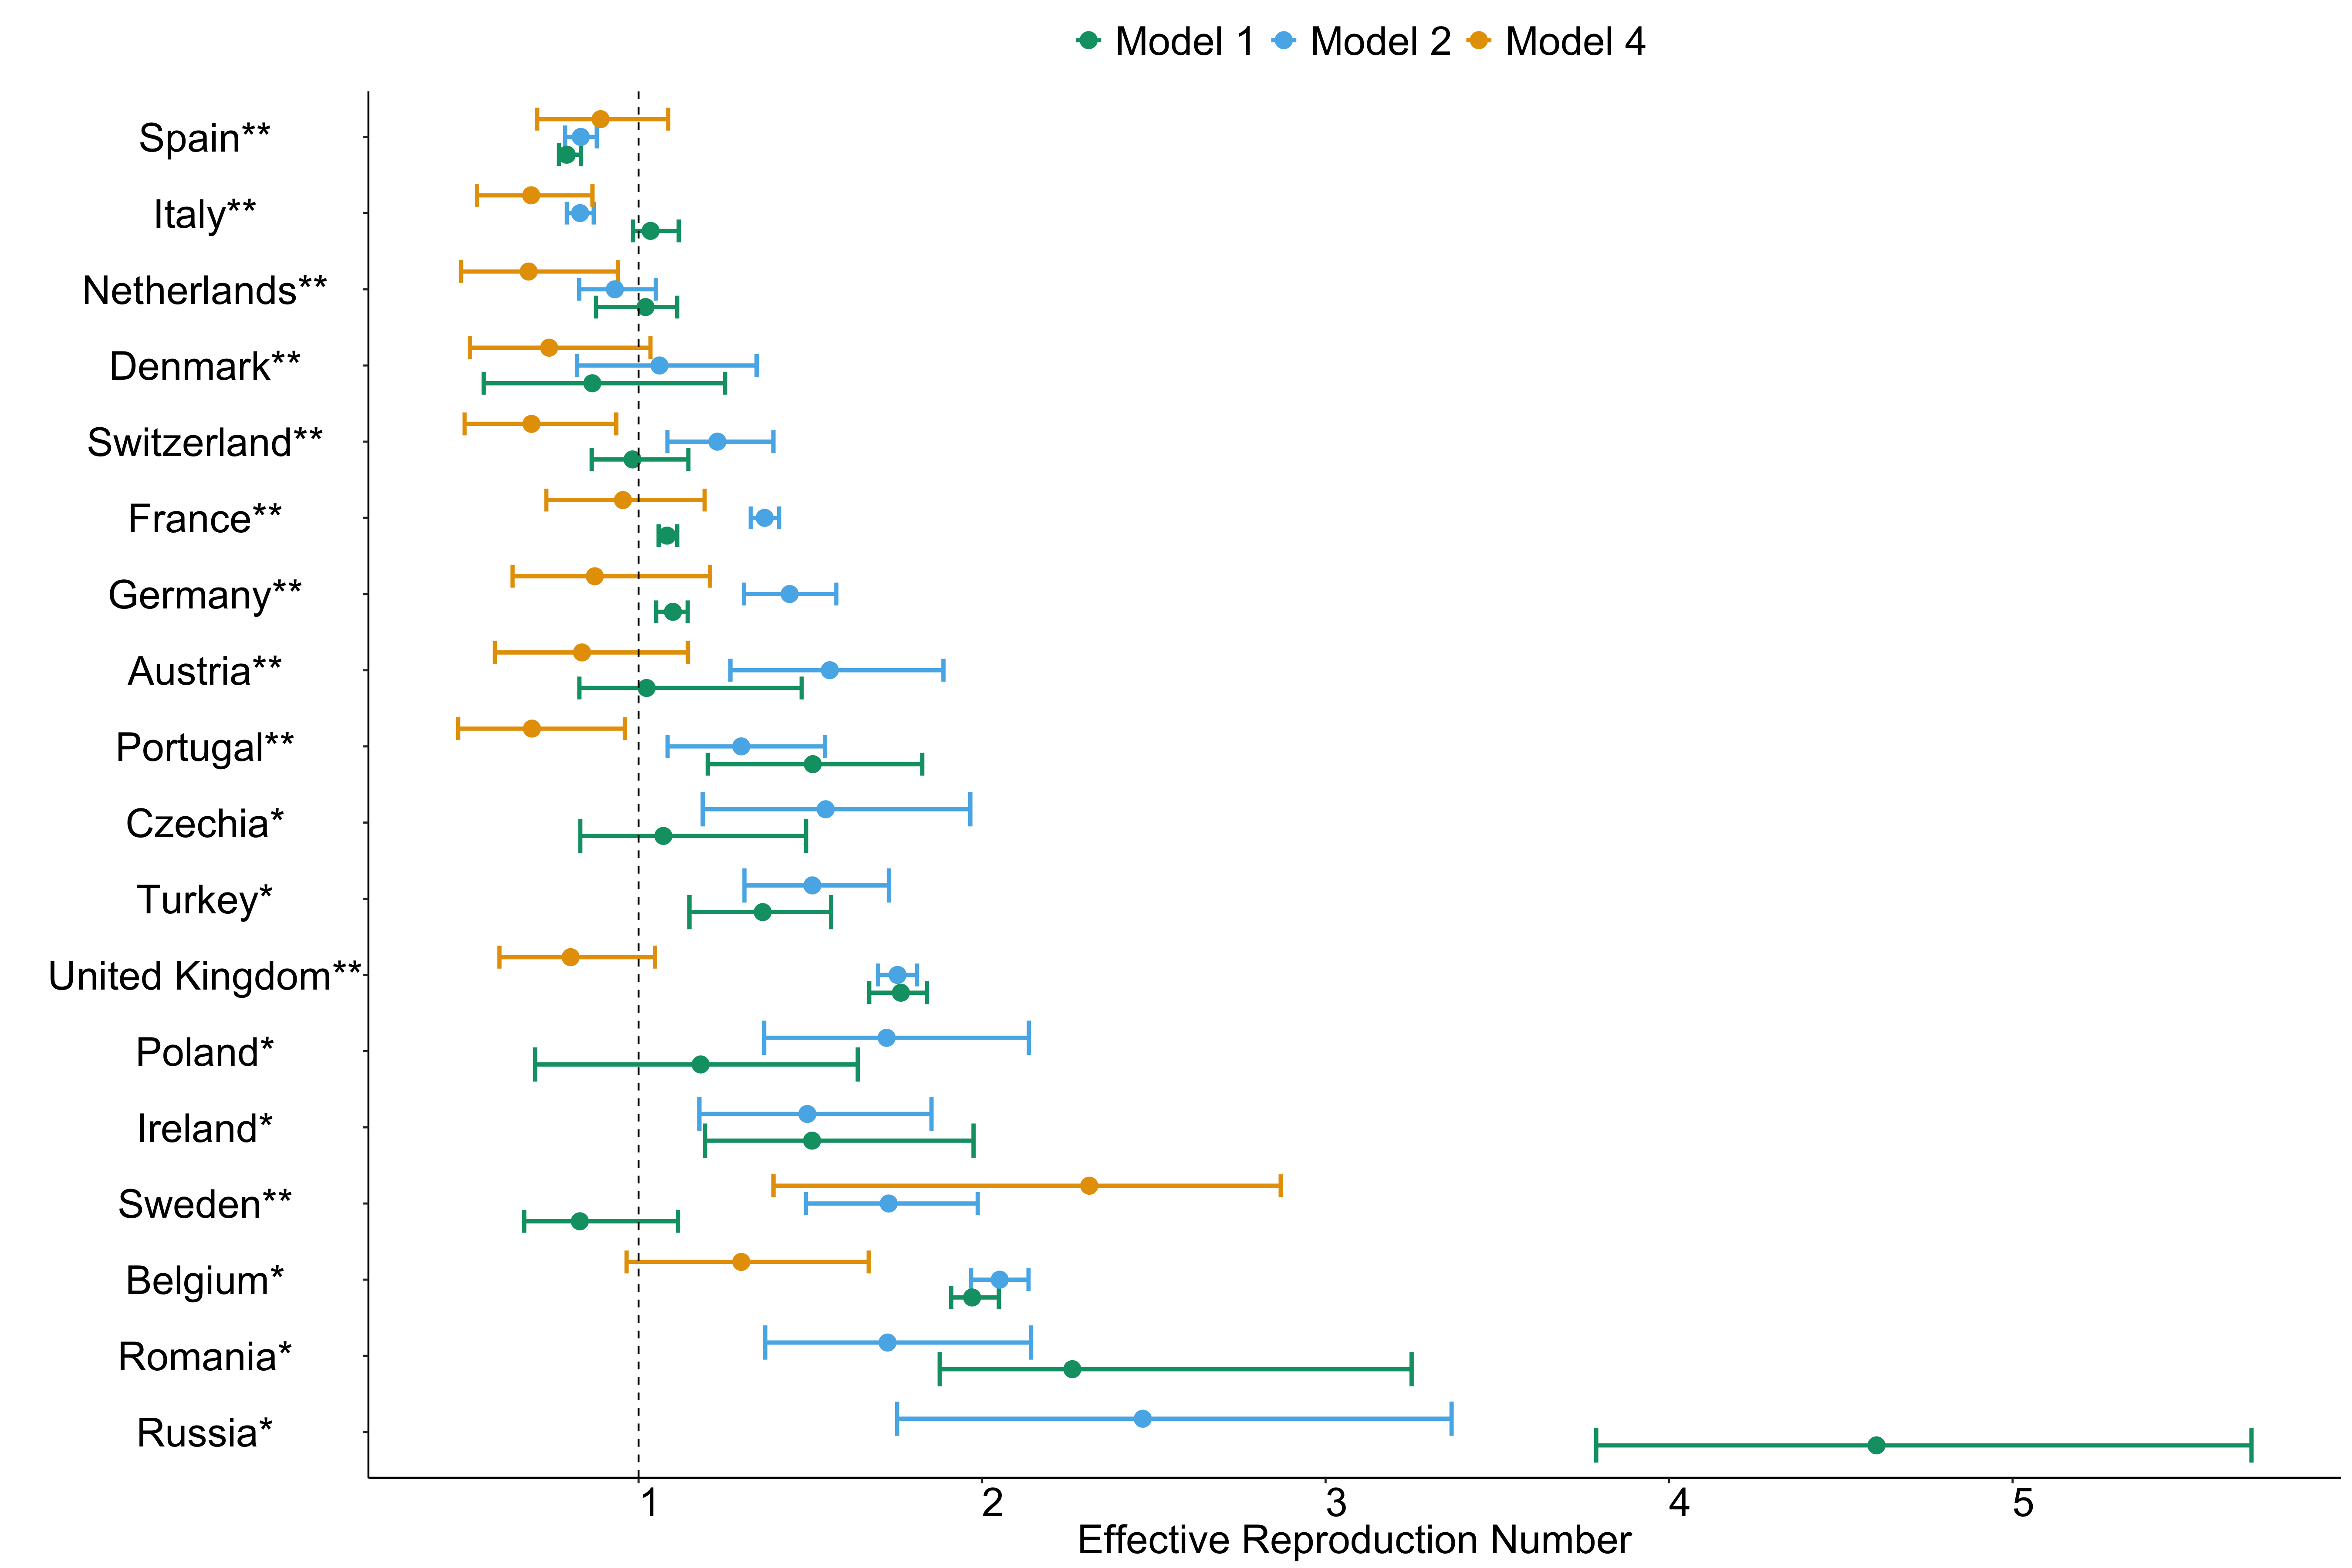 Model 1 Model 2 Model 4
Spain**
Italy**
Netherlands**
Denmark**
Switzerland**
France**
Germany**
Austria**
Portugal**
Czechia*
Turkey*
United Kingdom**
Poland*
Ireland*
Sweden**
Belgium*
Romania*
Russia*
1 2 3 4 5
Effective Reproduction Number